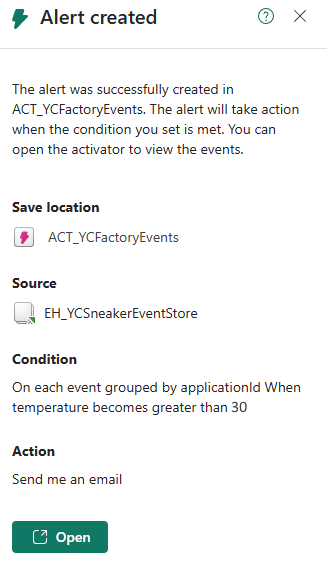 Alert created
The alert was successfully created in
ACT_YCFactoryEvents. The alert will take action
when the condition you set is met. You can
open the activator to view the events.
Save location
ACT_YCFactoryEvents
Source
EH_YCSneakerEventStore
Condition
On each event grouped by applicationId When
temperature becomes greater than 30
Action
Send me an email
Open